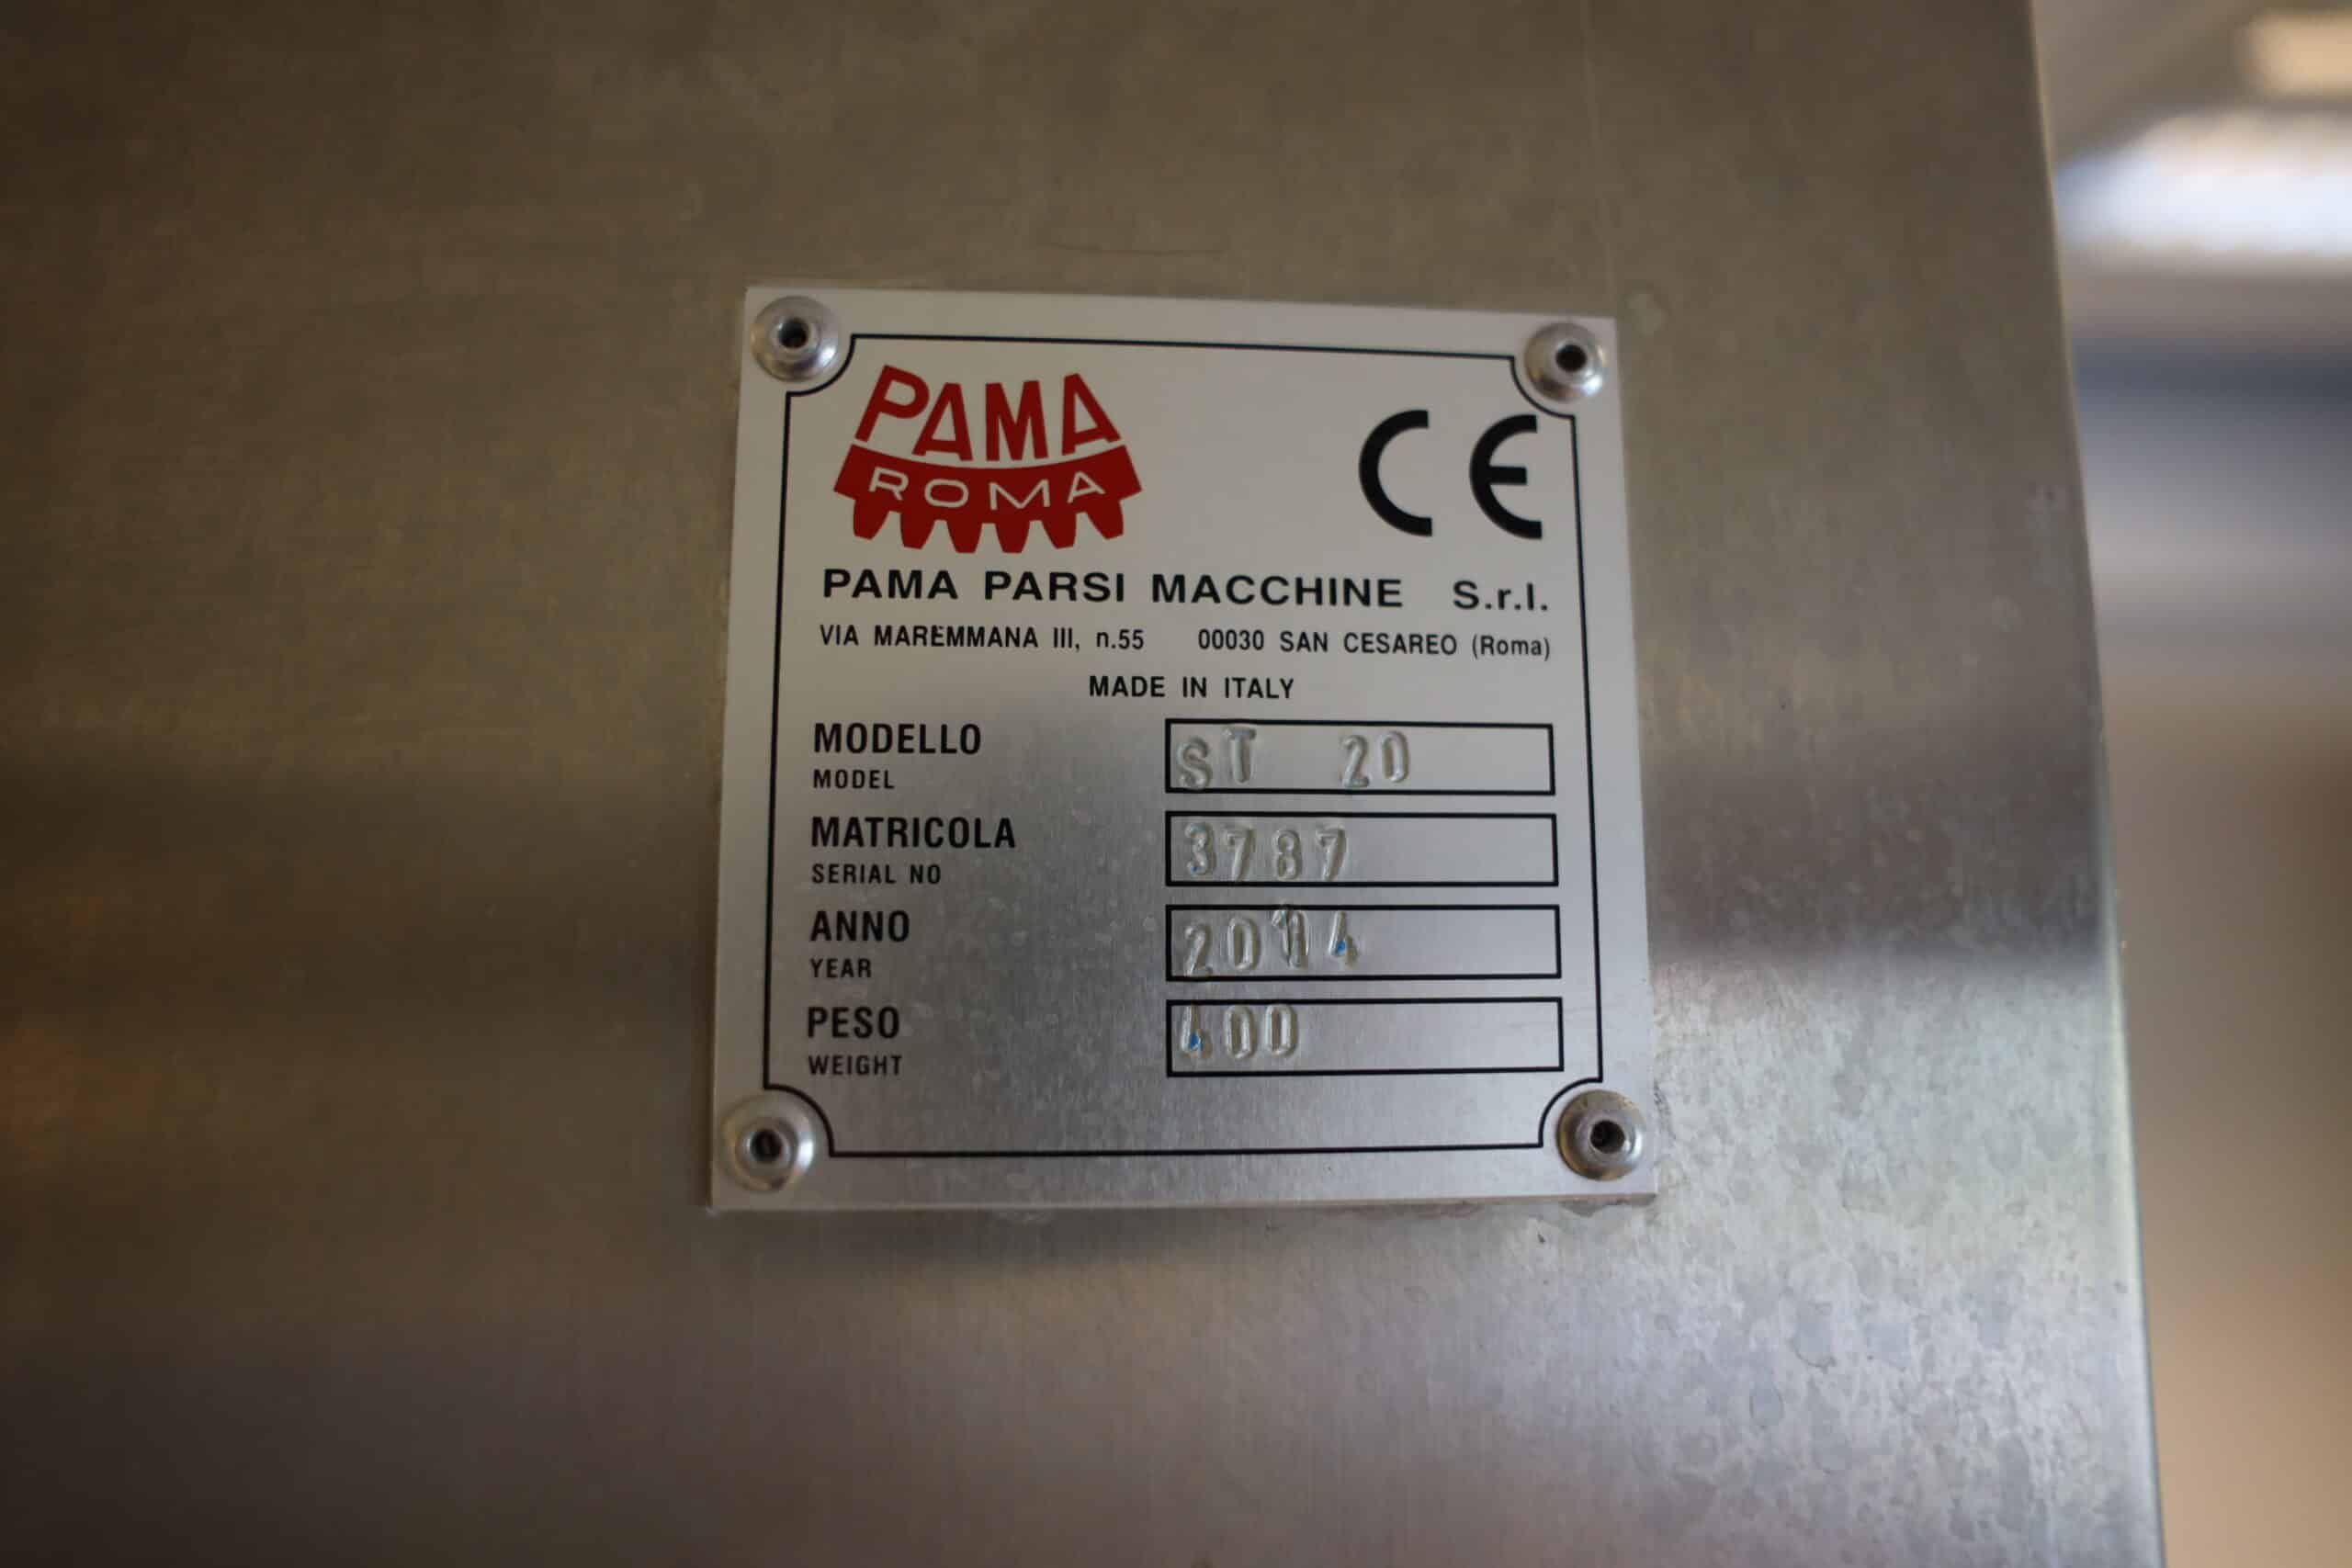 PAMA
ROMA
CE
PAMA PARSI MACCHINE S.r.l.
VIA MAREMMANA III, n.55 00030 SAN CESAREO (Roma)
MADE IN ITALY
MODELLO ST 20
MODEL
MATRICOLA 3787
SERIAL NO
ANNO 2014
YEAR
PESO 400
WEIGHT